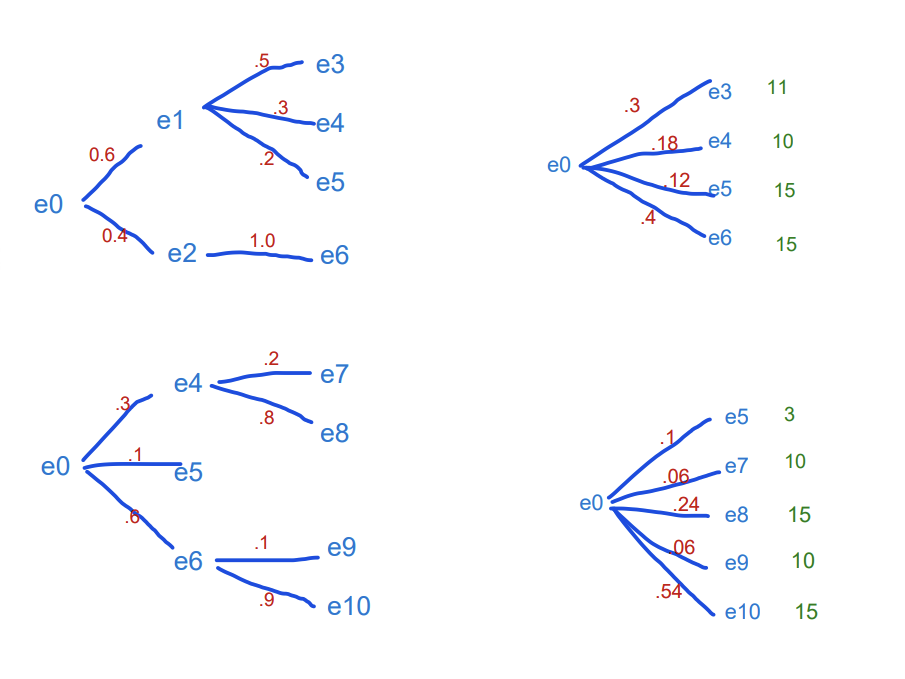 .5 e3
.3 e4
e1
0.6
.2
e5
e0
0.4
e2 1.0 e6
.3 e3 11
.18 e4 10
e0
.12 e5 15
.4 e6 15
.2 e7
e4
.3 .8 e8
.1
e0 e5
.6
.1 e9
e6
.9 e10
e5 3
.1
e7 10
.06
e0 .24 e8 15
.06 e9 10
.54 e10 15